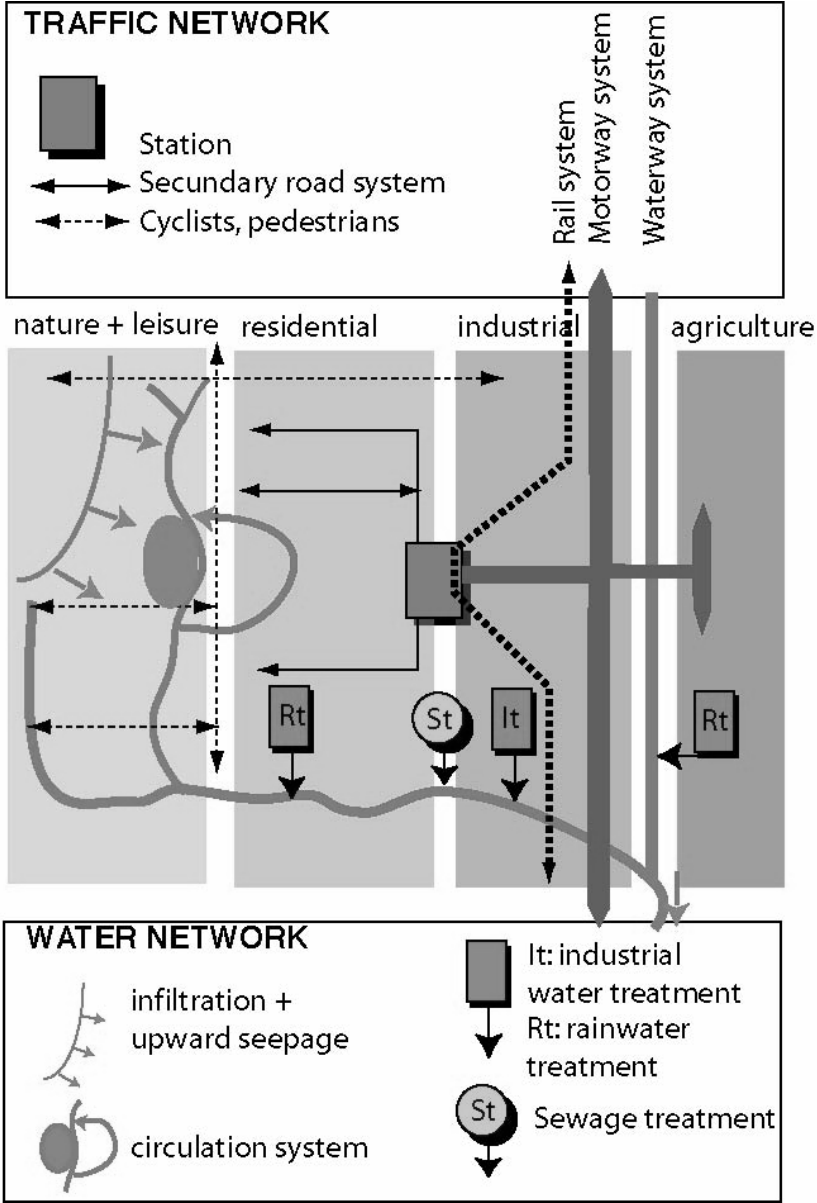 TRAFFIC NETWORK
Station
Secundary road system
Cyclists, pedestrians
Rail system
Motorway system
Waterway system
nature + leisure
residential
industrial
agriculture
Rt
St
It
Rt
WATER NETWORK
infiltration +
upward seepage
circulation system
It: industrial
water treatment
Rt: rainwater
treatment
St
Sewage treatment